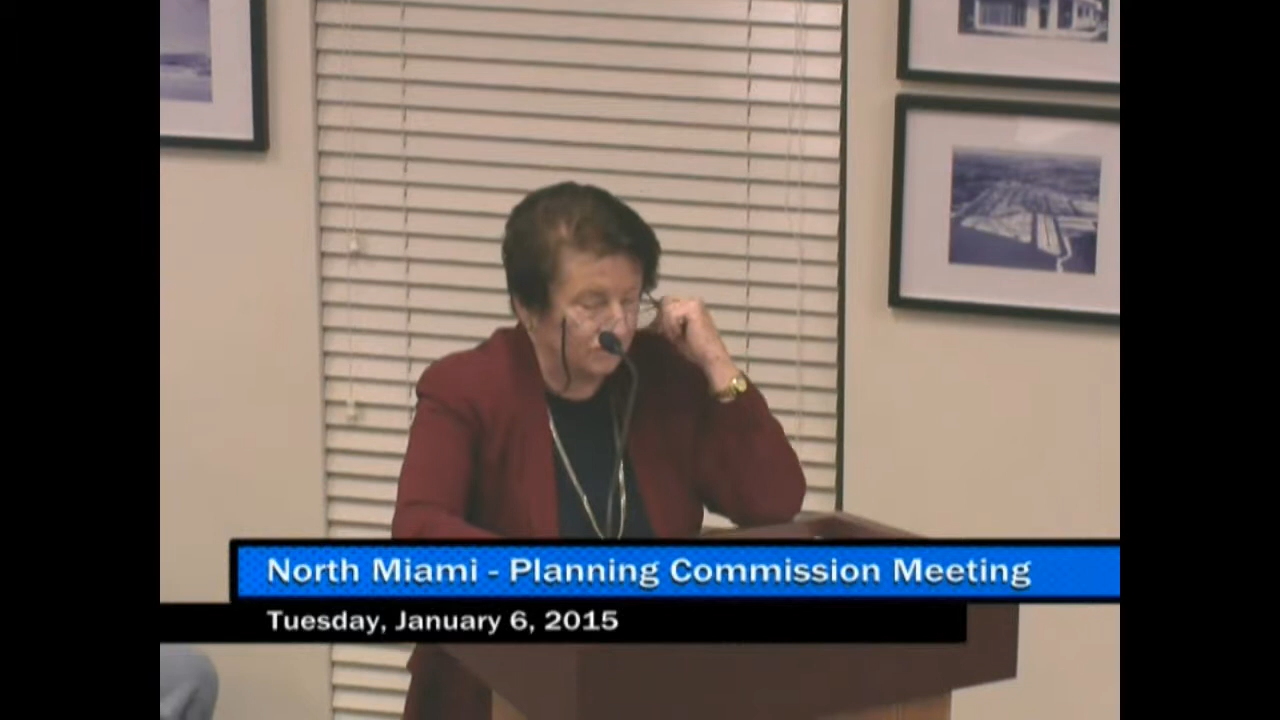 North Miami - Planning Commission Meeting
Tuesday, January 6, 2015